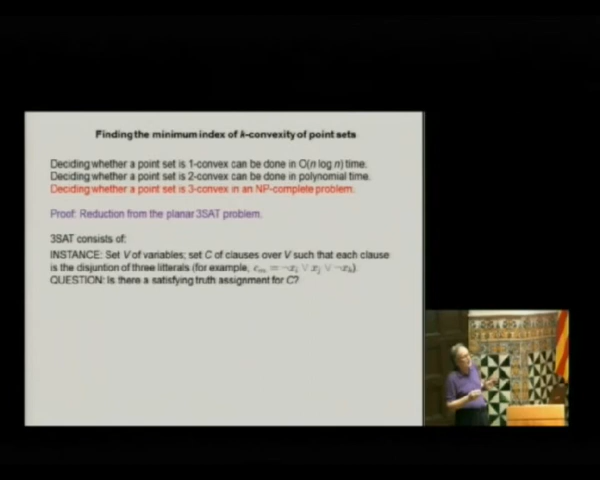 Finding the minimum index of k-convexity of point sets
Deciding whether a point set is 1-convex can be done in O(n log n) time.
Deciding whether a point set is 2-convex can be done in polynomial time.
Deciding whether a point set is 3-convex in an NP-complete problem.
Proof: Reduction from the planar 3SAT problem.
3SAT consists of:
INSTANCE: Set V of variables; set C of clauses over V such that each clause
is the disjuntion of three litterals (for example, cₘ = ¬xᵢ ∨ xⱼ ∨ ¬xₖ).
QUESTION: Is there a satisfying truth assignment for C?